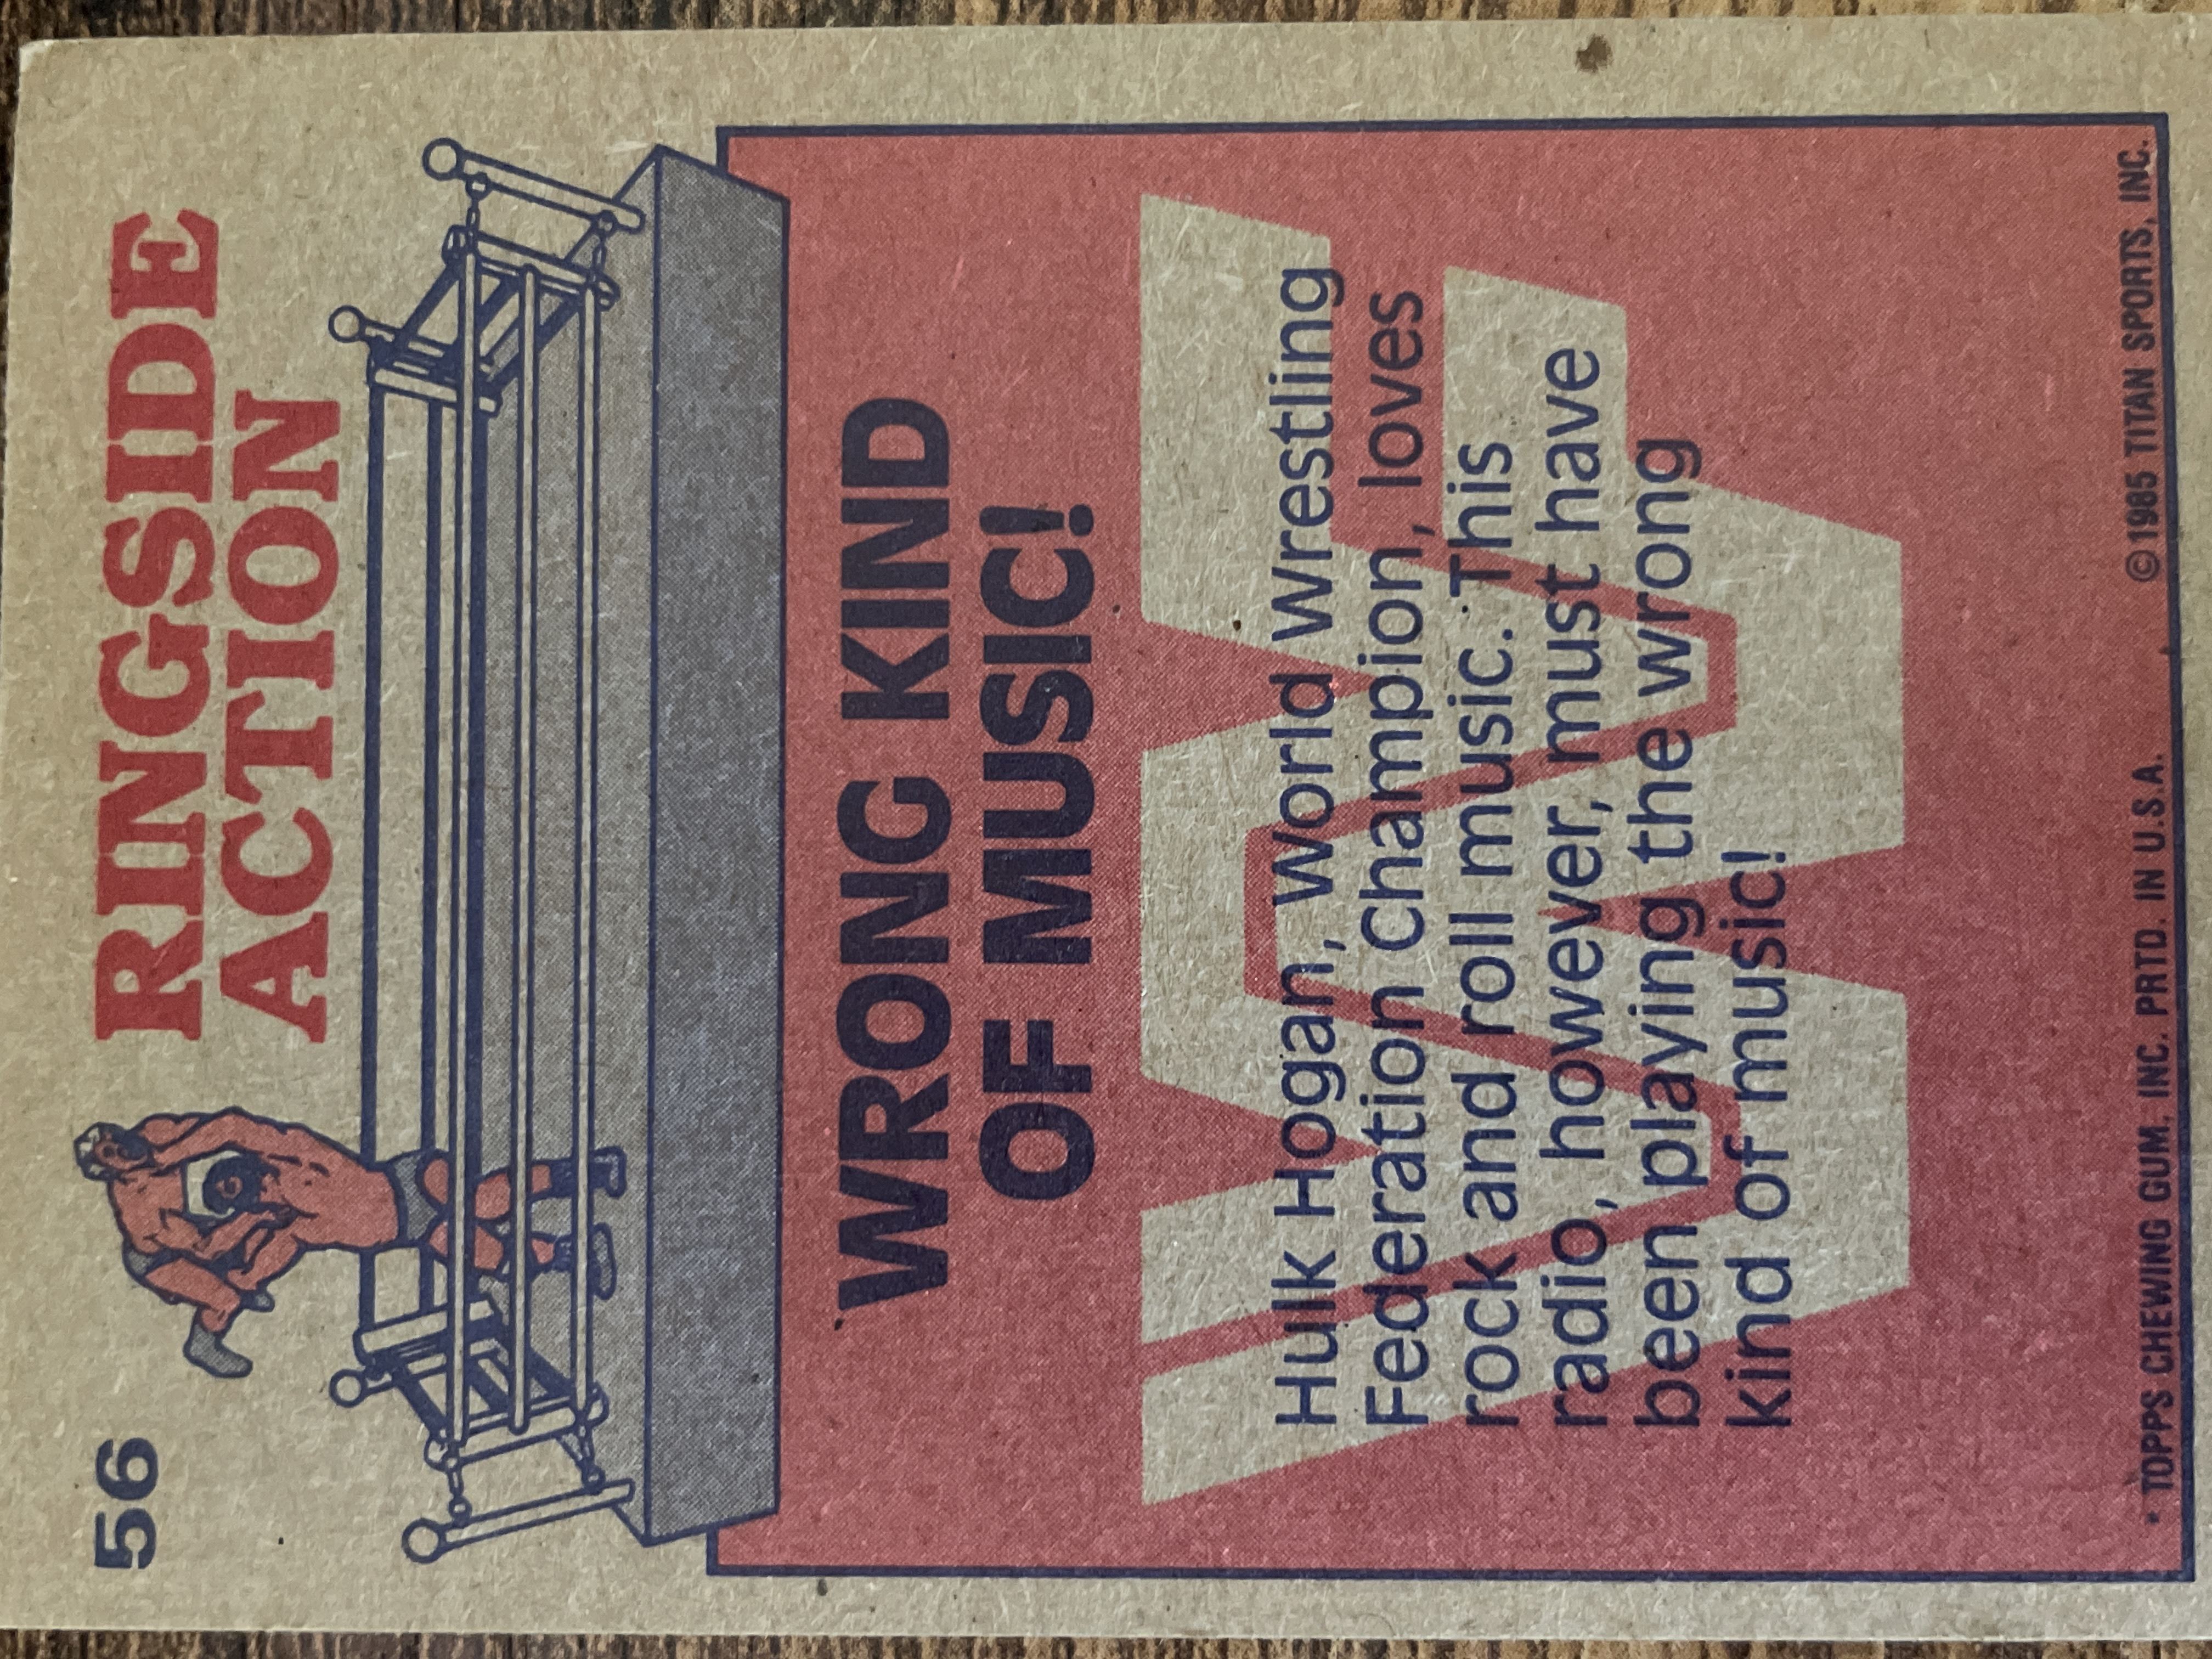 56
RINGSIDE
ACTION
WRONG KIND
OF MUSIC!
Hulk Hogan, World Wrestling
Federation champion, loves
rock and roll music. This
radio, however, must have
been playing the wrong
kind of music!
* TOPPS CHEWING GUM, INC. PRTD. IN U.S.A. ©1985 TITAN SPORTS, INC.